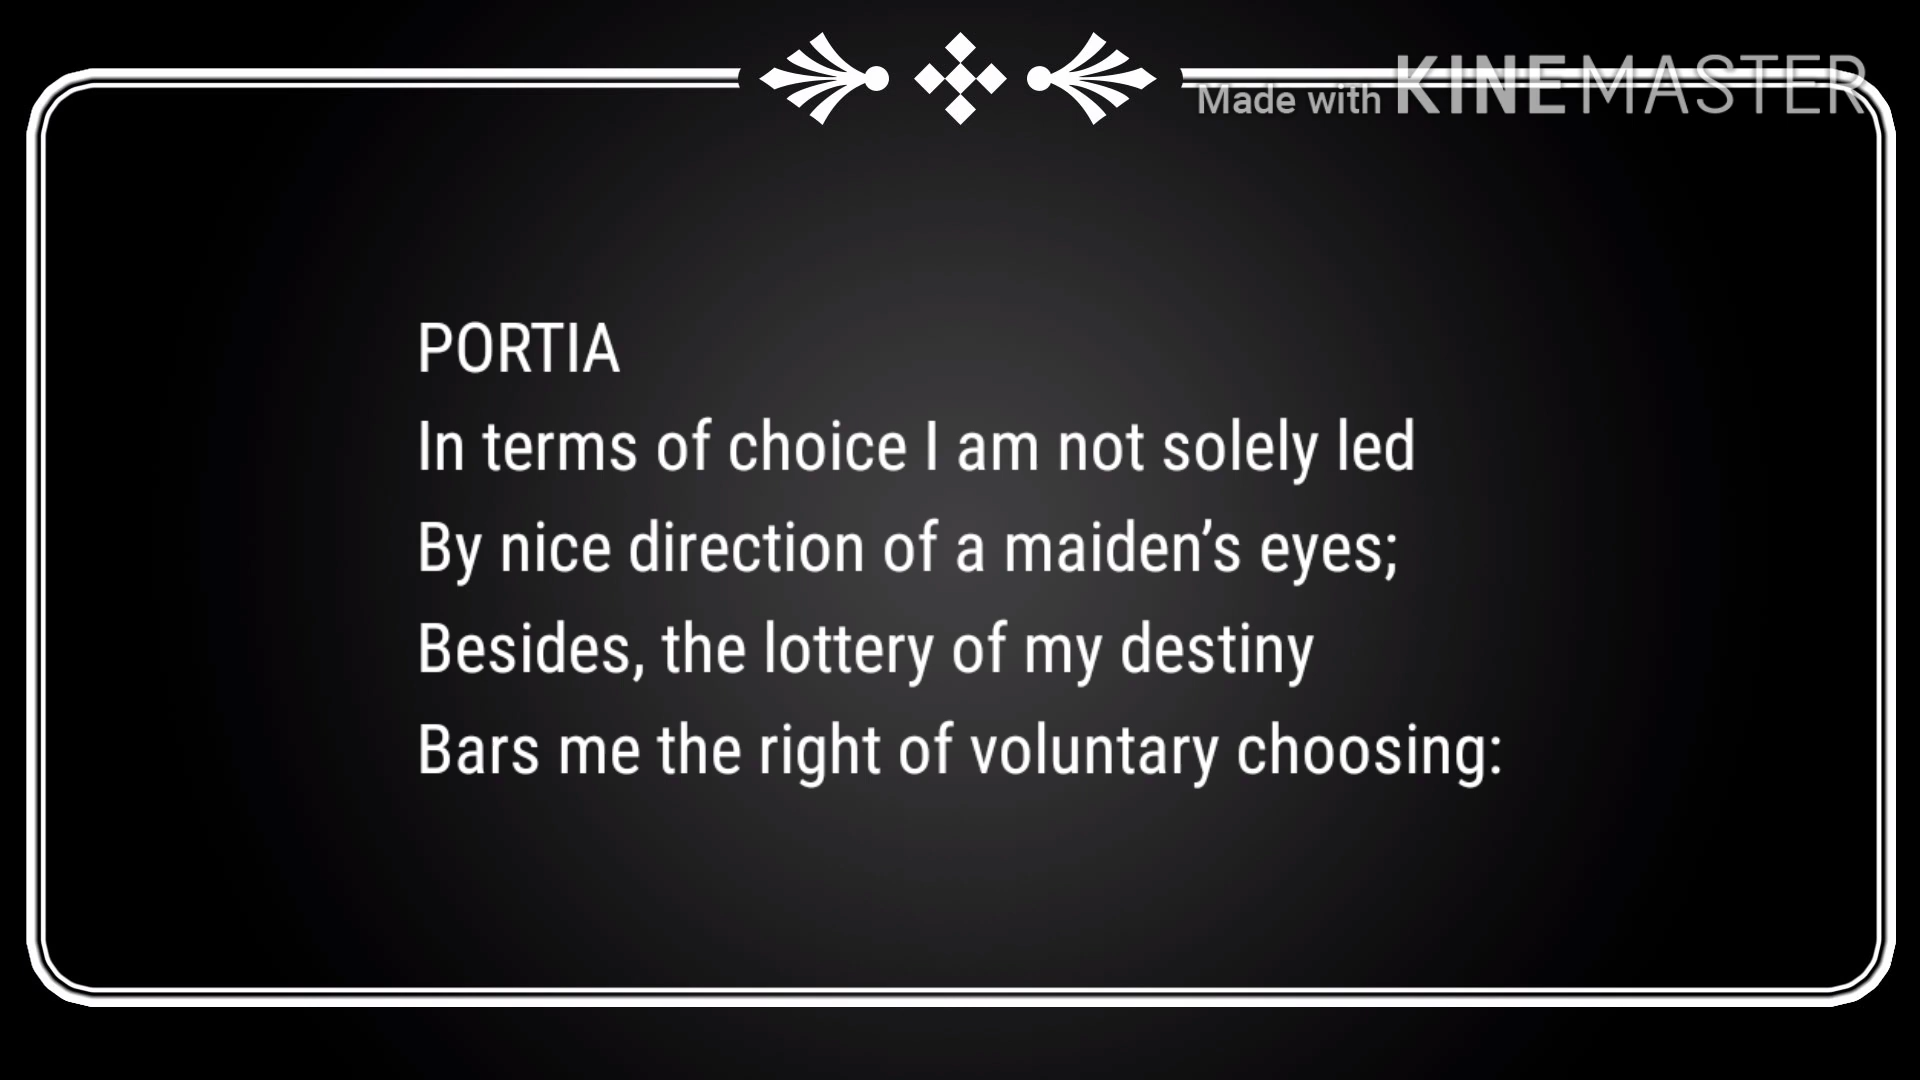 Made with KINEMASTER
PORTIA
In terms of choice I am not solely led
By nice direction of a maiden’s eyes;
Besides, the lottery of my destiny
Bars me the right of voluntary choosing: